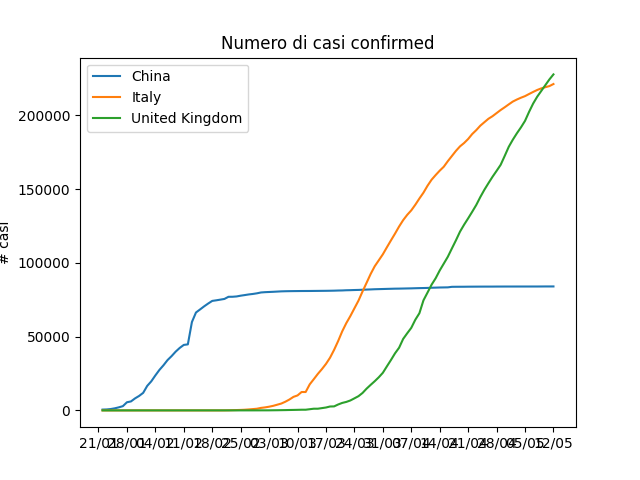 Numero di casi confirmed
China
Italy
United Kingdom
200000
150000
100000
50000
0
# casi
21/01 28/01 04/02 11/02 18/02 25/02 03/03 10/03 17/03 24/03 31/03 07/04 14/04 21/04 28/04 05/05 12/05